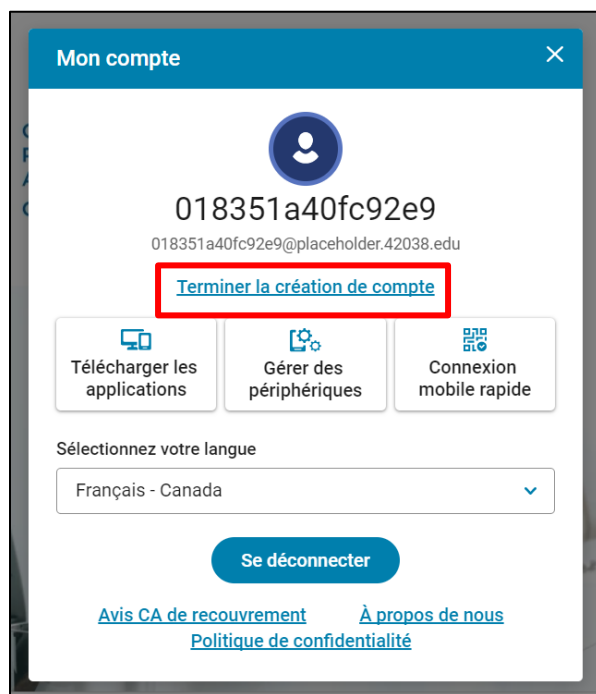 Mon compte
018351a40fc92e9
018351a40fc92e9@placeholder.42038.edu
Terminer la création de compte
Télécharger les
applications
Gérer des
périphériques
Connexion
mobile rapide
Sélectionnez votre langue
Français - Canada
Se déconnecter
Avis CA de recouvrement À propos de nous
Politique de confidentialité